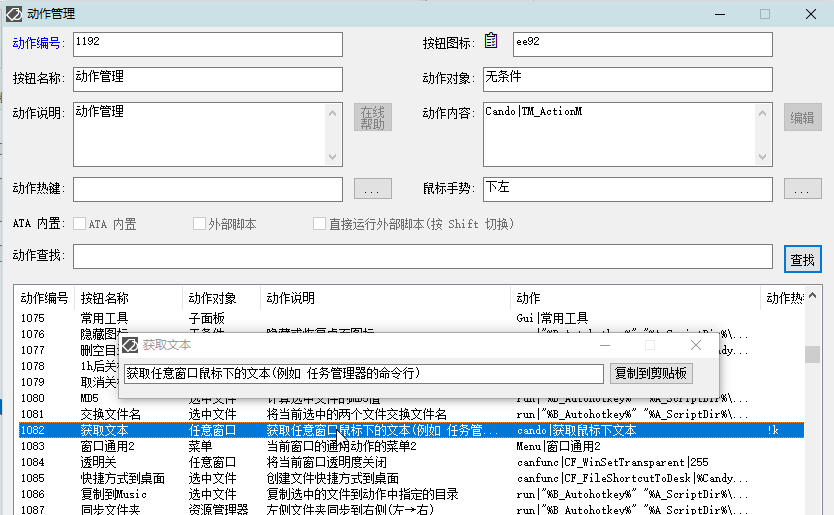 动作管理
动作编号: 1192 按钮图标: ee92
按钮名称: 动作管理 动作对象: 无条件
动作说明: 动作管理 在线帮助 动作内容: Cando|TM_ActionM 编辑
动作热键: ... 鼠标手势: 下左 ...
ATA 内置: ATA 内置 外部脚本 直接运行外部脚本(按 Shift 切换)
动作查找: 查找
动作编号 按钮名称 动作对象 动作说明 动作 动作热
1075 常用工具 子面板 Gui|常用工具
1076 隐藏图标
1077 删空目
1078 1h后关
1079 取消关
获取文本
获取任意窗口鼠标下的文本(例如 任务管理器的命令行) 复制到剪贴板
1080 MD5 选中文件 计算选中文件的MD5值 run|"%B_Autohotkey%" "%A_ScriptDir%\...
1081 交换文件名 选中文件 将当前选中的两个文件交换文件名 run|"%B_Autohotkey%" "%A_ScriptDir%\...
1082 获取文本 任意窗口 获取任意窗口鼠标下的文本(例如 任务管... cando|获取鼠标下文本 !k
1083 窗口通用2 菜单 当前窗口的通用动作的菜单2 Menu|窗口通用2
1084 透明关 任意窗口 将当前窗口透明度关闭 canfunc|CF_WinSetTransparent|255
1085 快捷方式到桌面 选中文件 创建文件快捷方式到桌面 canfunc|CF_FileShortcutToDesk|%Candy...
1086 复制到Music 选中文件 复制选中的文件到动作中指定的目录 run|"%B_Autohotkey%" "%A_ScriptDir%\...
1087 同步文件夹 资源管理器 左侧文件夹同步到右侧(左→右) run|"%B_Autohotkey%" "%A_ScriptDir%\...